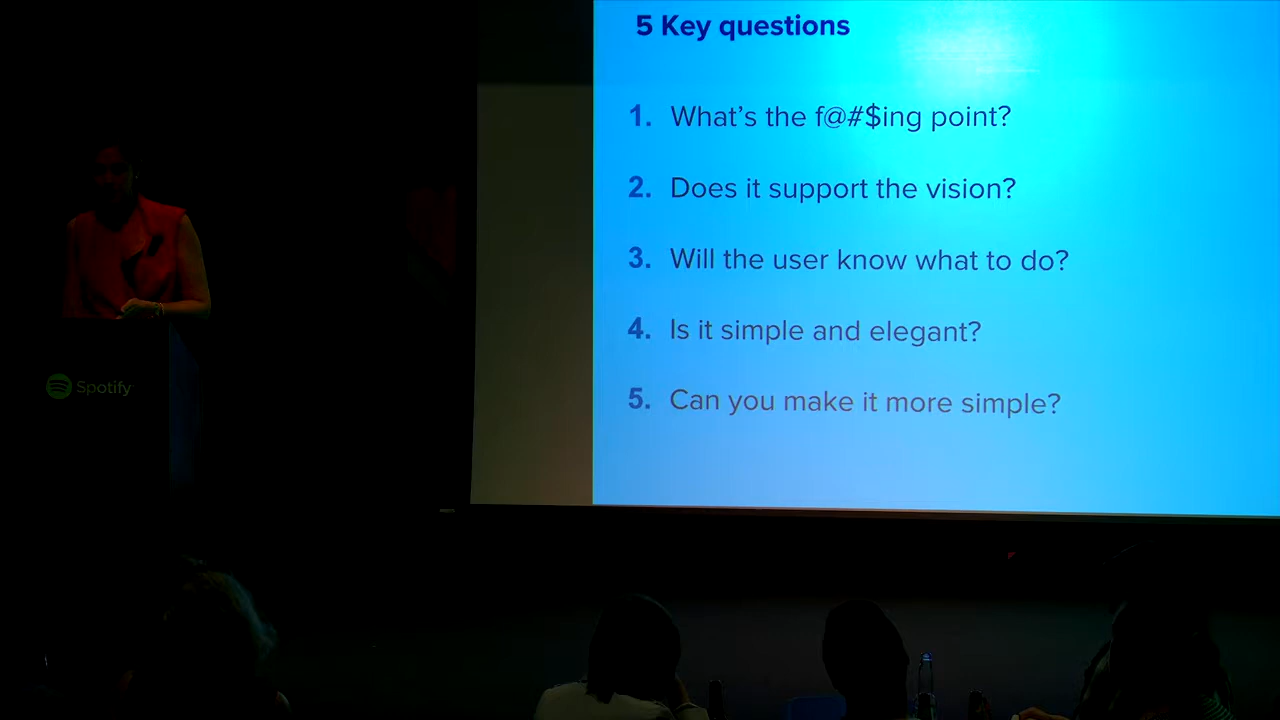 5 Key questions
1. What's the f@#$ing point?
2. Does it support the vision?
3. Will the user know what to do?
4. Is it simple and elegant?
5. Can you make it more simple?
Spotify